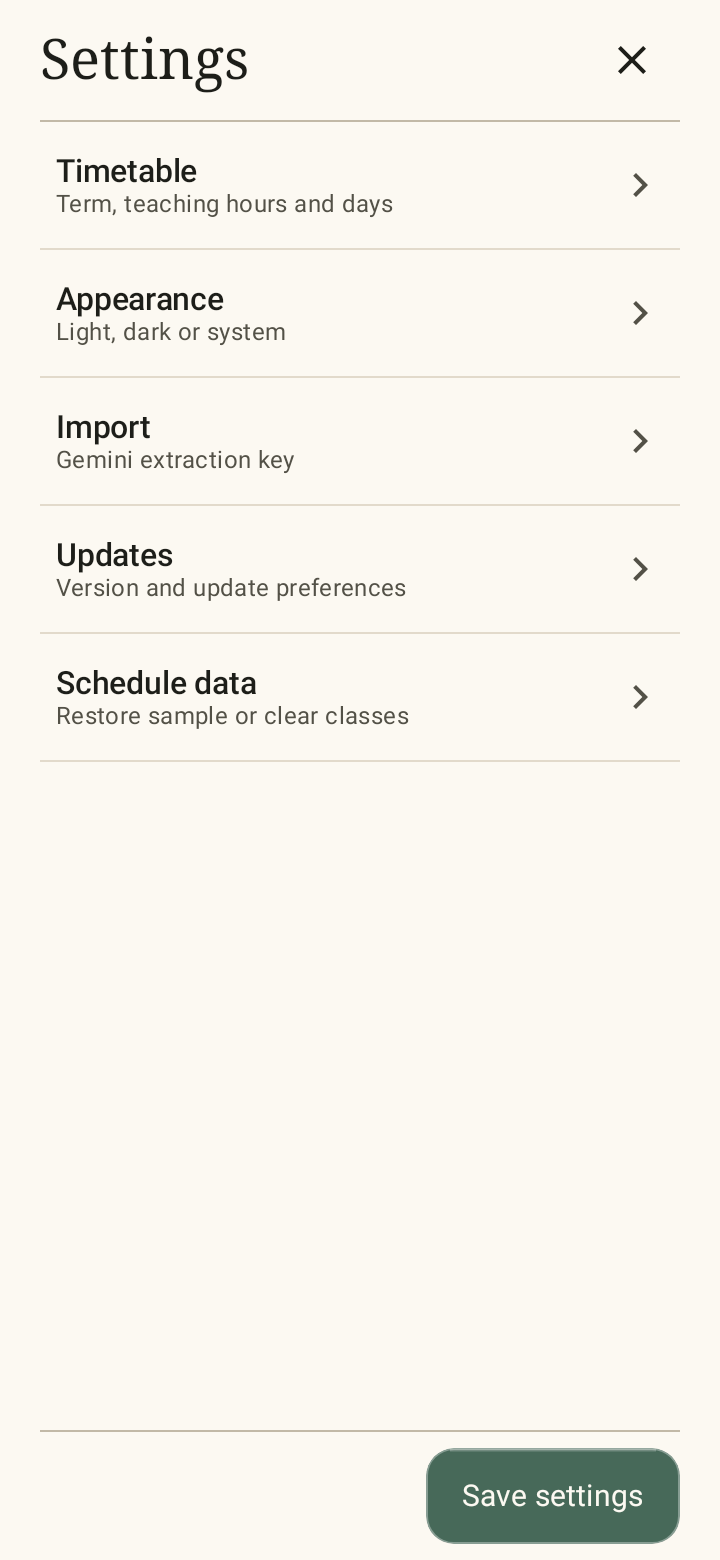 Settings
Timetable
Term, teaching hours and days
Appearance
Light, dark or system
Import
Gemini extraction key
Updates
Version and update preferences
Schedule data
Restore sample or clear classes
Save settings